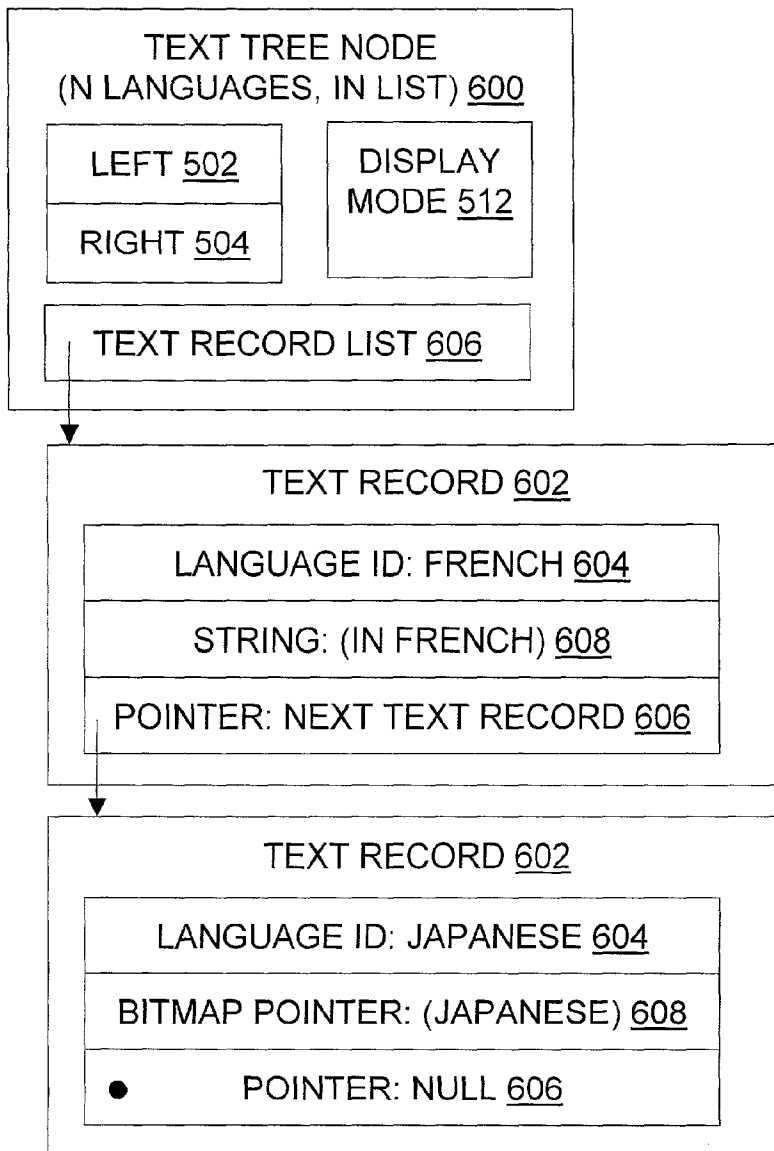 TEXT TREE NODE
(N LANGUAGES, IN LIST) 600
LEFT 502
RIGHT 504
DISPLAY
MODE 512
TEXT RECORD LIST 606
TEXT RECORD 602
LANGUAGE ID: FRENCH 604
STRING: (IN FRENCH) 608
POINTER: NEXT TEXT RECORD 606
TEXT RECORD 602
LANGUAGE ID: JAPANESE 604
BITMAP POINTER: (JAPANESE) 608
POINTER: NULL 606